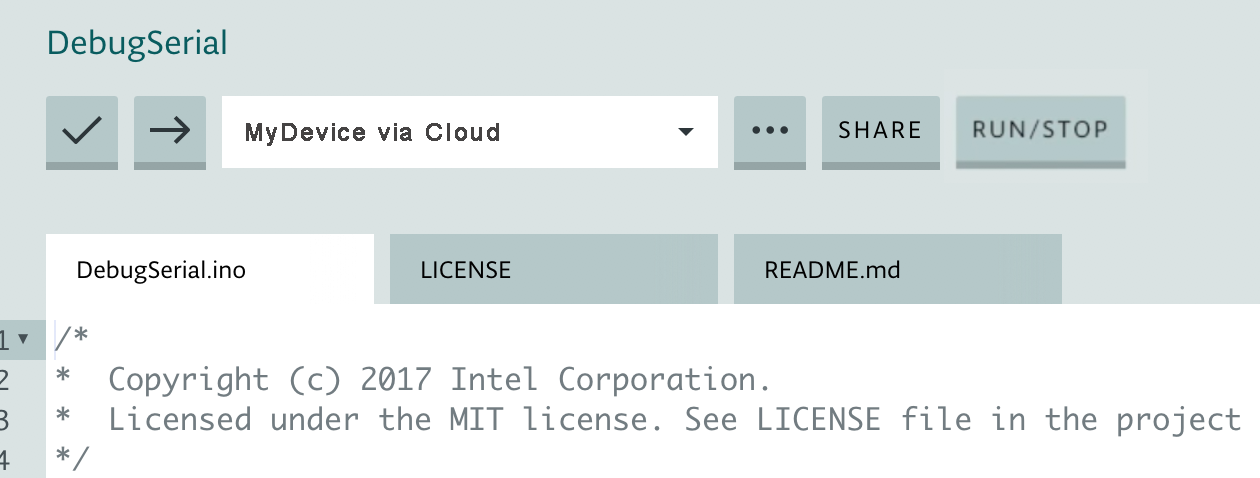 DebugSerial
MyDevice via Cloud
SHARE
RUN/STOP
DebugSerial.ino
LICENSE
README.md
1 /*
2 * Copyright (c) 2017 Intel Corporation.
3 * Licensed under the MIT license. See LICENSE file in the project
4 */